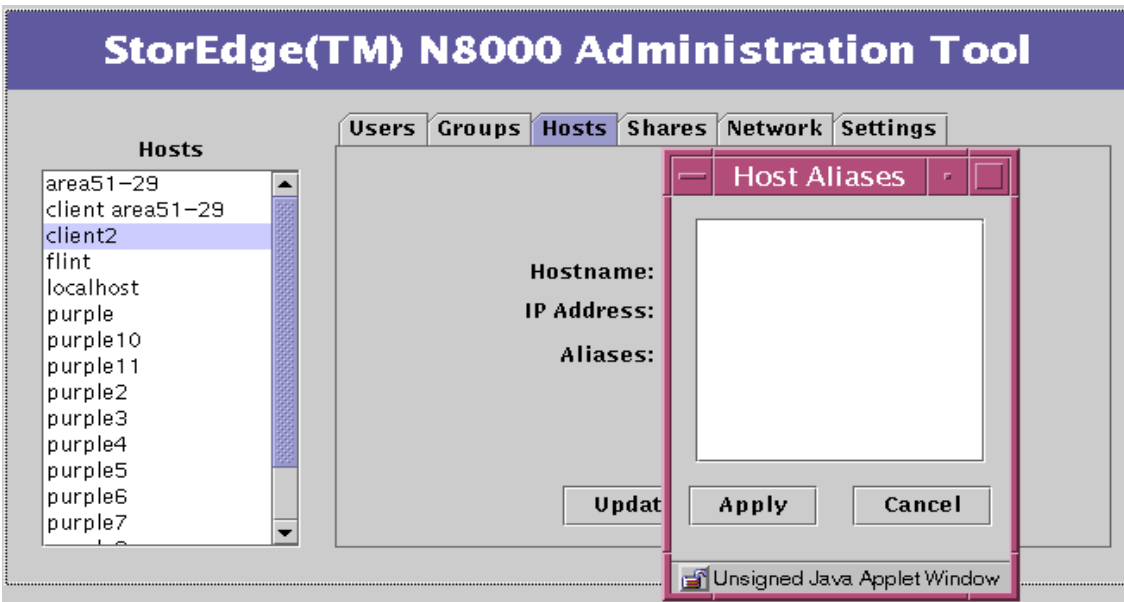 StorEdge(TM) N8000 Administration Tool
Users Groups Hosts Shares Network Settings
Hosts
area51-29
client area51-29
client2
flint
localhost
purple
purple10
purple11
purple2
purple3
purple4
purple5
purple6
purple7
Hostname:
IP Address:
Aliases:
Updat
Host Aliases
Apply Cancel
Unsigned Java Applet Window